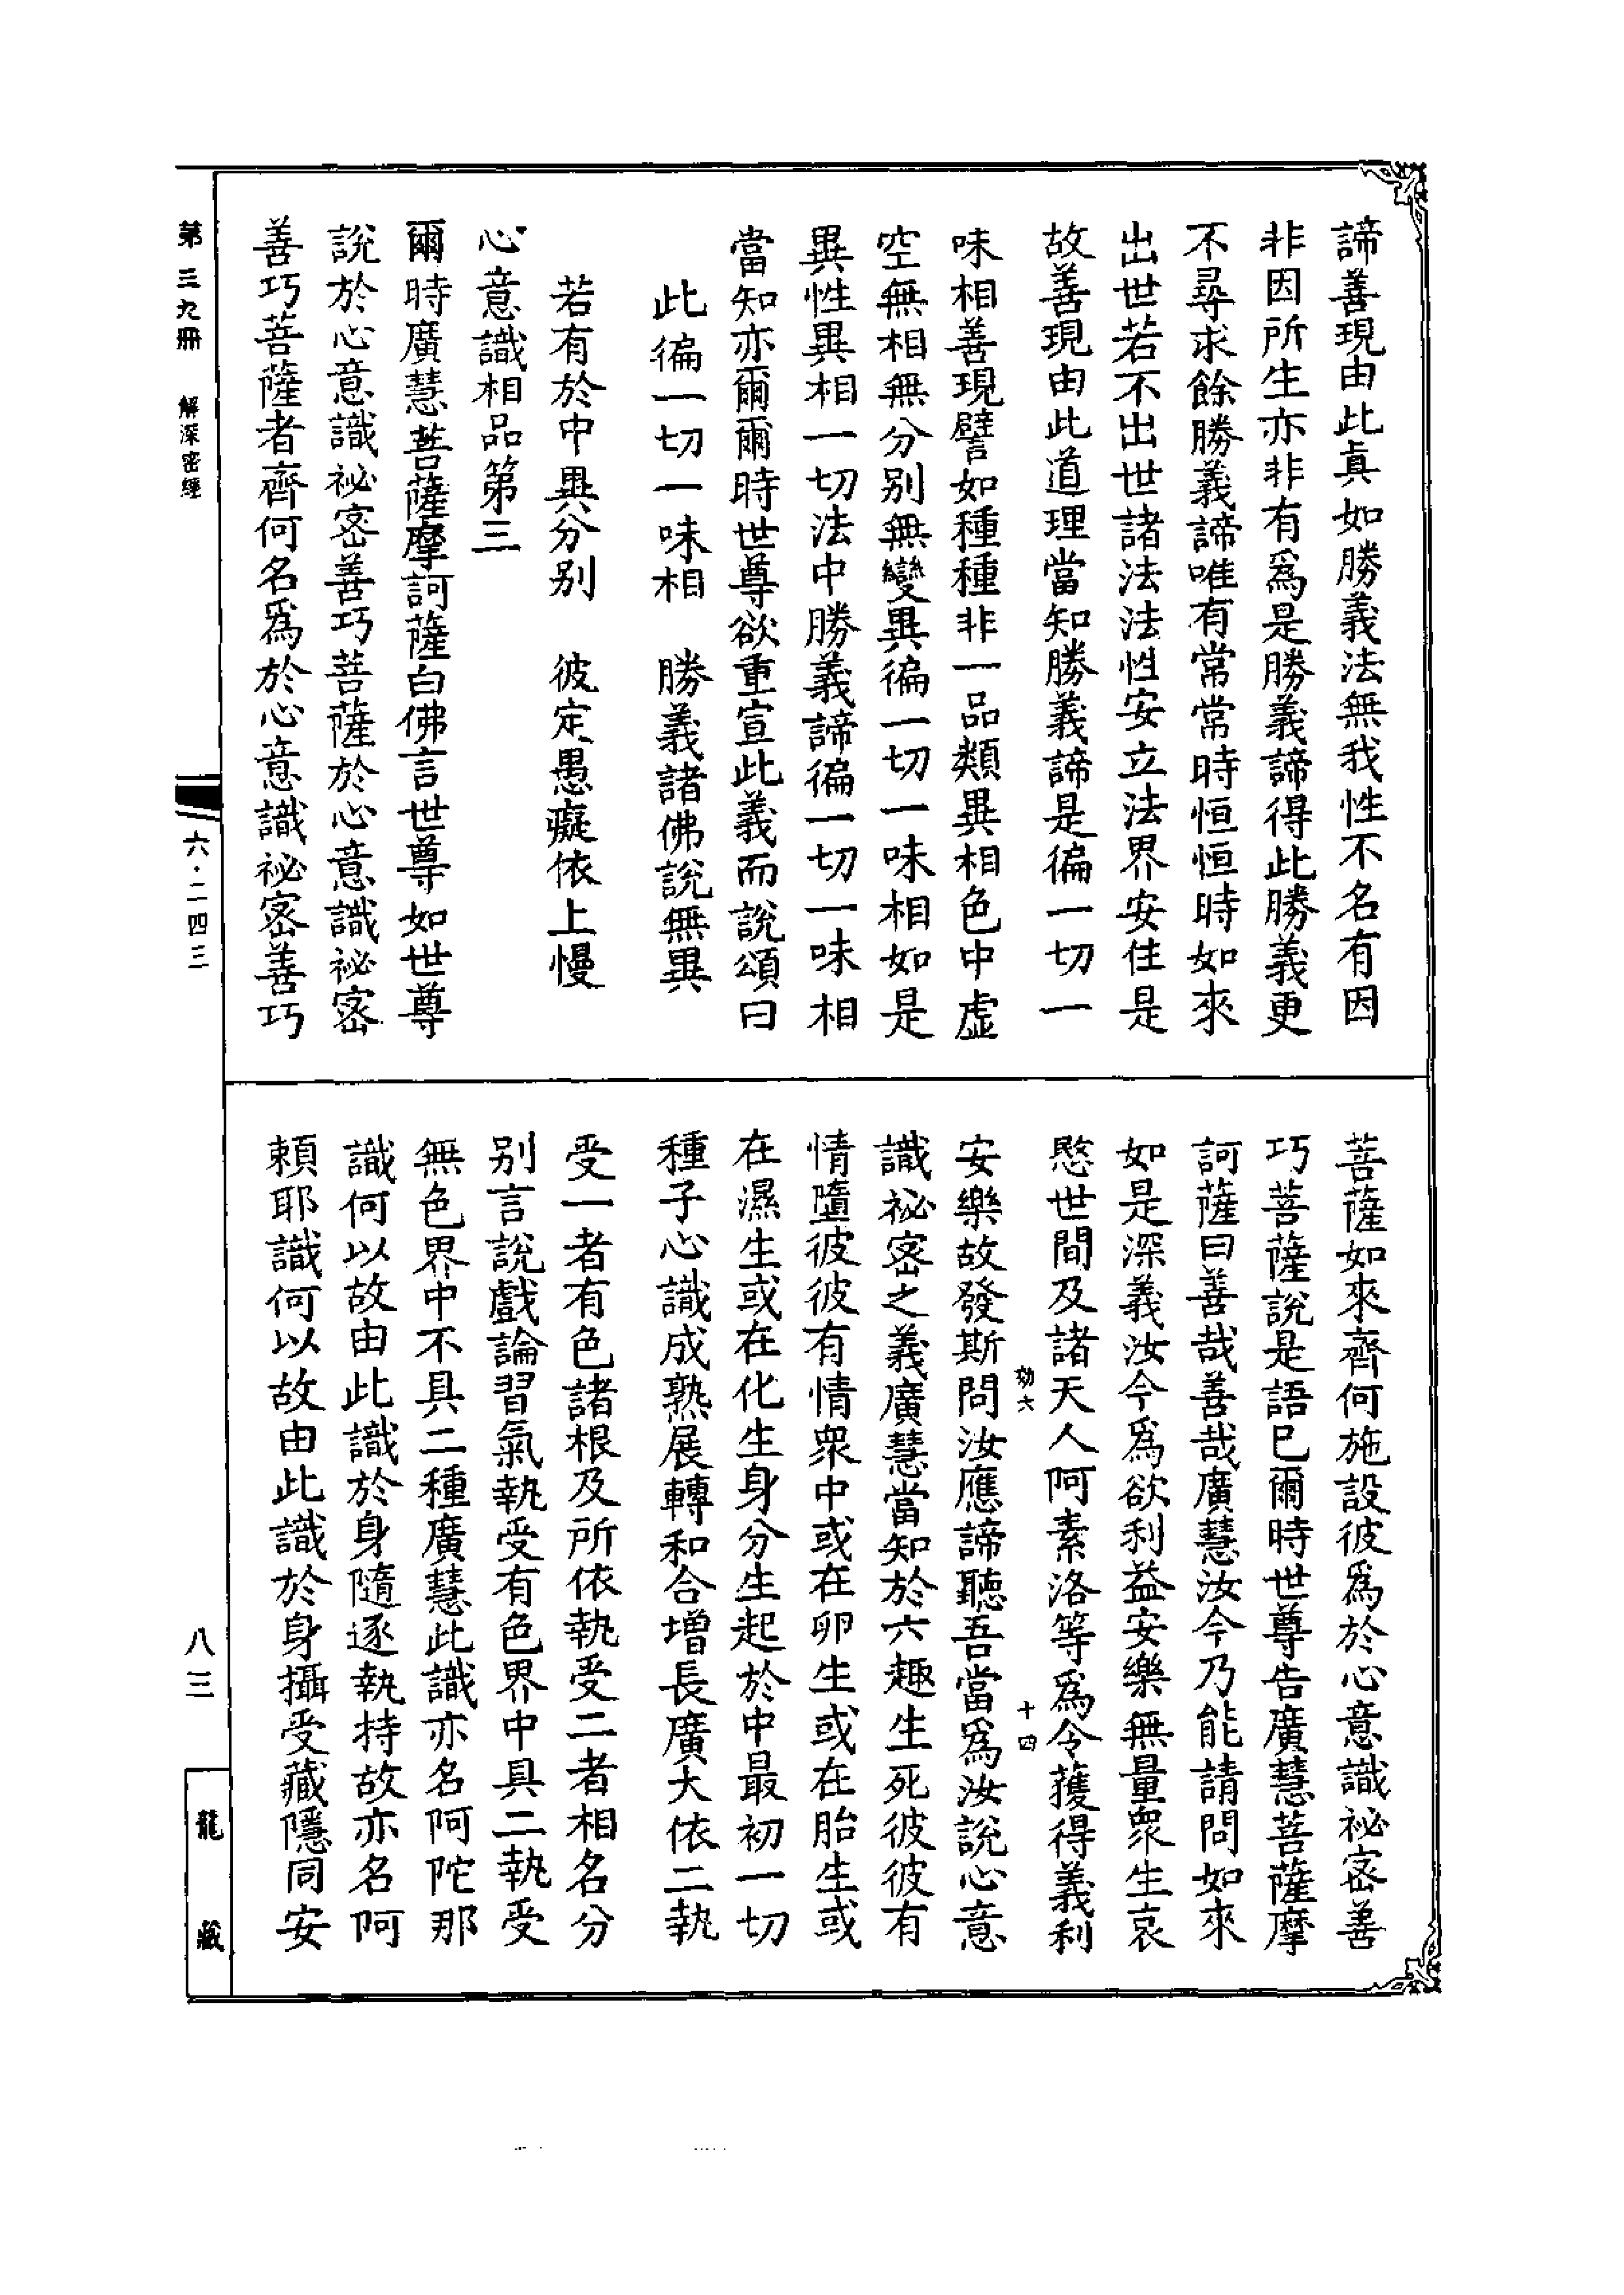 諦善現由此真如勝義法無我性不名有因
非因所生亦非有為是勝義諦得此勝義更
不尋求餘勝義諦唯有常常時恒恒時如來
出世若不出世諸法法性安立法界安住是
故善現由此道理當知勝義諦是徧一切一
味相善現譬如種種非一品類異相色中虛
空無相無分別無變異徧一切一味相如是
異性異相一切法中勝義諦徧一切一味相
當知亦爾爾時世尊欲重宣此義而說頌曰
此徧一切一味相　勝義諸佛說無異
若有於中異分別　彼定愚癡依上慢
心意識相品第三
爾時廣慧菩薩摩訶薩白佛言世尊如世尊
說於心意識祕密善巧菩薩於心意識祕密
善巧菩薩者齊何名為於心意識祕密善巧
菩薩如來齊何施設彼為於心意識祕密善
巧菩薩說是語已爾時世尊告廣慧菩薩摩
訶薩曰善哉善哉廣慧汝今乃能請問如來
如是深義汝今為欲利益安樂無量眾生哀
愍世間及諸天人阿素洛等為令獲得義利
効六　十四
安樂故發斯問汝應諦聽吾當為汝說心意
識祕密之義廣慧當知於六趣生死彼彼有
情墮彼彼有情眾中或在卵生或在胎生或
在濕生或在化生身分生起於中最初一切
種子心識成熟展轉和合增長廣大依二執
受一者有色諸根及所依執受二者相名分
別言說戲論習氣執受有色界中具二執受
無色界中不具二種廣慧此識亦名阿陀那
識何以故由此識於身隨逐執持故亦名阿
賴耶識何以故由此識於身攝受藏隱同安
第三九冊　解深密經
六·二四三
八三
龍藏